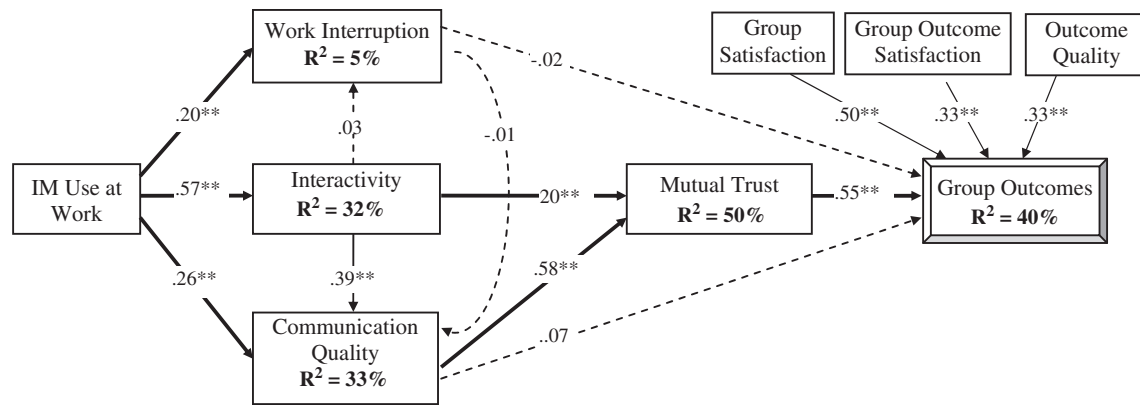 Work Interruption
R² = 5%
Group
Satisfaction
Group Outcome
Satisfaction
Outcome
Quality
-.02
.20**
.03
-.01
.50**
.33**
.33**
IM Use at
Work
.57**
Interactivity
R² = 32%
.20**
Mutual Trust
R² = 50%
.55**
Group Outcomes
R² = 40%
.26**
.39**
.58**
Communication
Quality
R² = 33%
..07